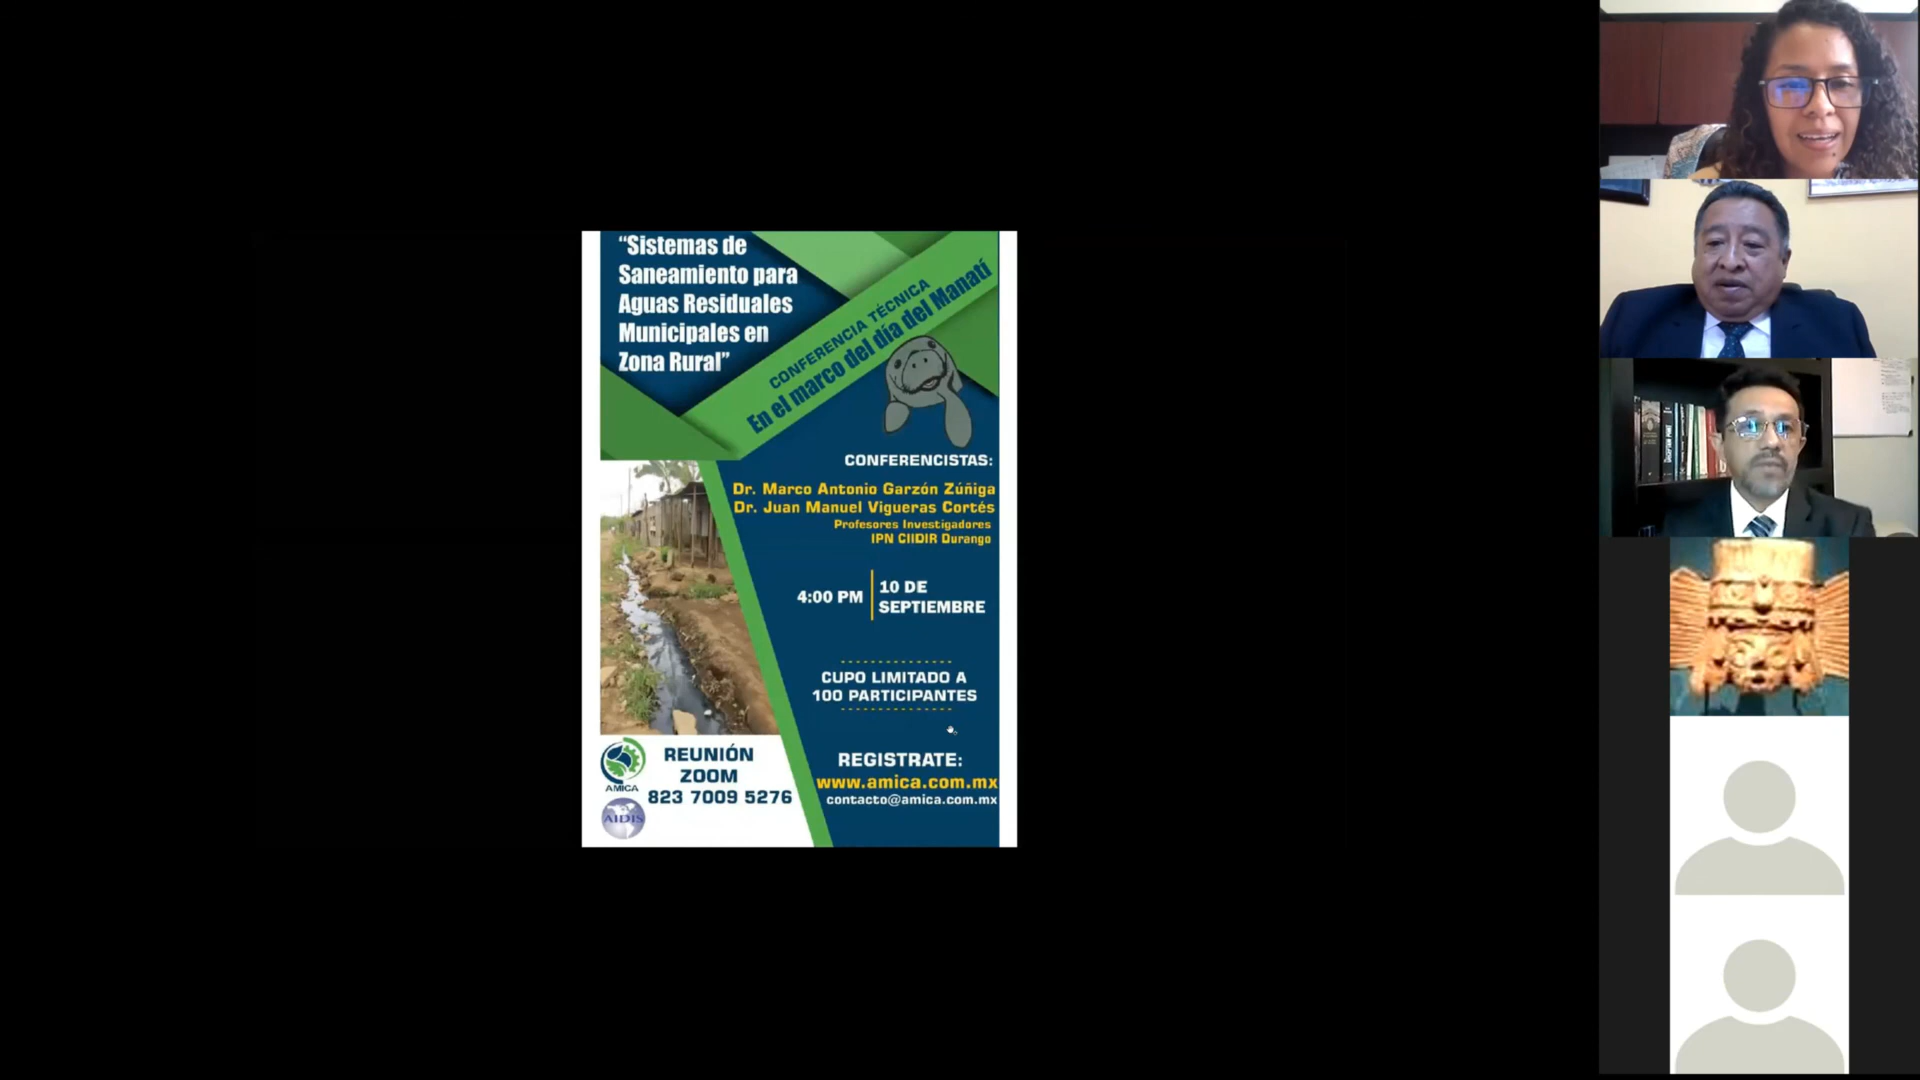 “Sistemas de
Saneamiento para
Aguas Residuales
Municipales en
Zona Rural”
CONFERENCIA TÉCNICA
En el marco del día del Manatí
CONFERENCISTAS:
Dr. Marco Antonio Garzón Zúñiga
Dr. Juan Manuel Vigueras Cortés
Profesores Investigadores
IPN CIIDIR Durango
4:00 PM
10 DE
SEPTIEMBRE
CUPO LIMITADO A
100 PARTICIPANTES
REGISTRATE:
www.amica.com.mx
contacto@amica.com.mx
REUNIÓN
ZOOM
823 7009 5276
AMICA
AIDIS